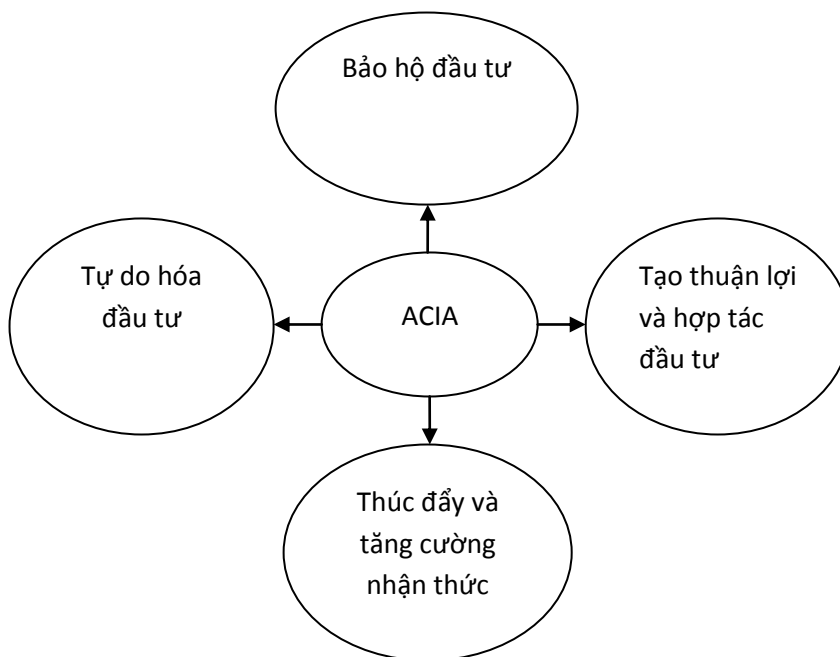 Bảo hộ đầu tư
Tự do hóa
đầu tư
ACIA
Tạo thuận lợi
và hợp tác
đầu tư
Thúc đẩy và
tăng cường
nhận thức